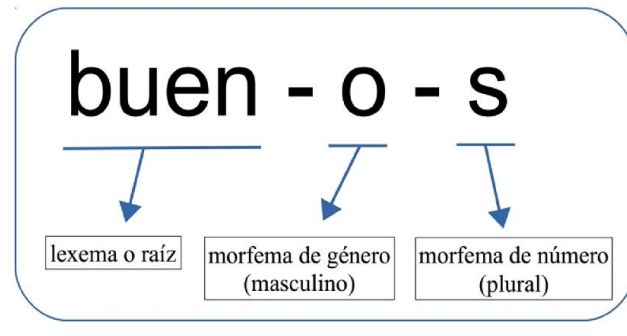 buen - o - s
lexema o raíz
morfema de género
(masculino)
morfema de número
(plural)